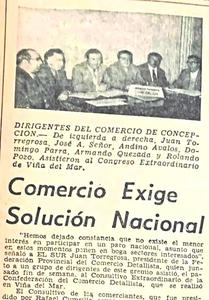 DIRIGENTES DEL COMERCIO DE CONCEP-
CION.— De izquierda a derecha, Juan To-
rregrosa, José A. Señor, Andino Avalos, Do-
mingo Parra, Armando Quezada y Rolando
Pozo. Asistieron al Congreso Extraordinario
de Viña del Mar.
Comercio Exige
Solución Nacional
"Hemos dejado constancia que no existe el menor
interés en participar en un paro nacional, asunto que
en estos momentos ponen en boga sectores interesados",
señaló a EL SUR Juan Torregrosa, presidente de la Fe-
deración Provincial del Comercio Detallista, quien jun-
to a un grupo de dirigentes de este gremio, asistió el pa-
sado fin de semana, al Consultivo Extraordinario de la
Confederación del Comercio Detallista, que se realizó
en Viña del Mar.
El Consultivo de los comerciantes, que fue presi-
dido por Rafael